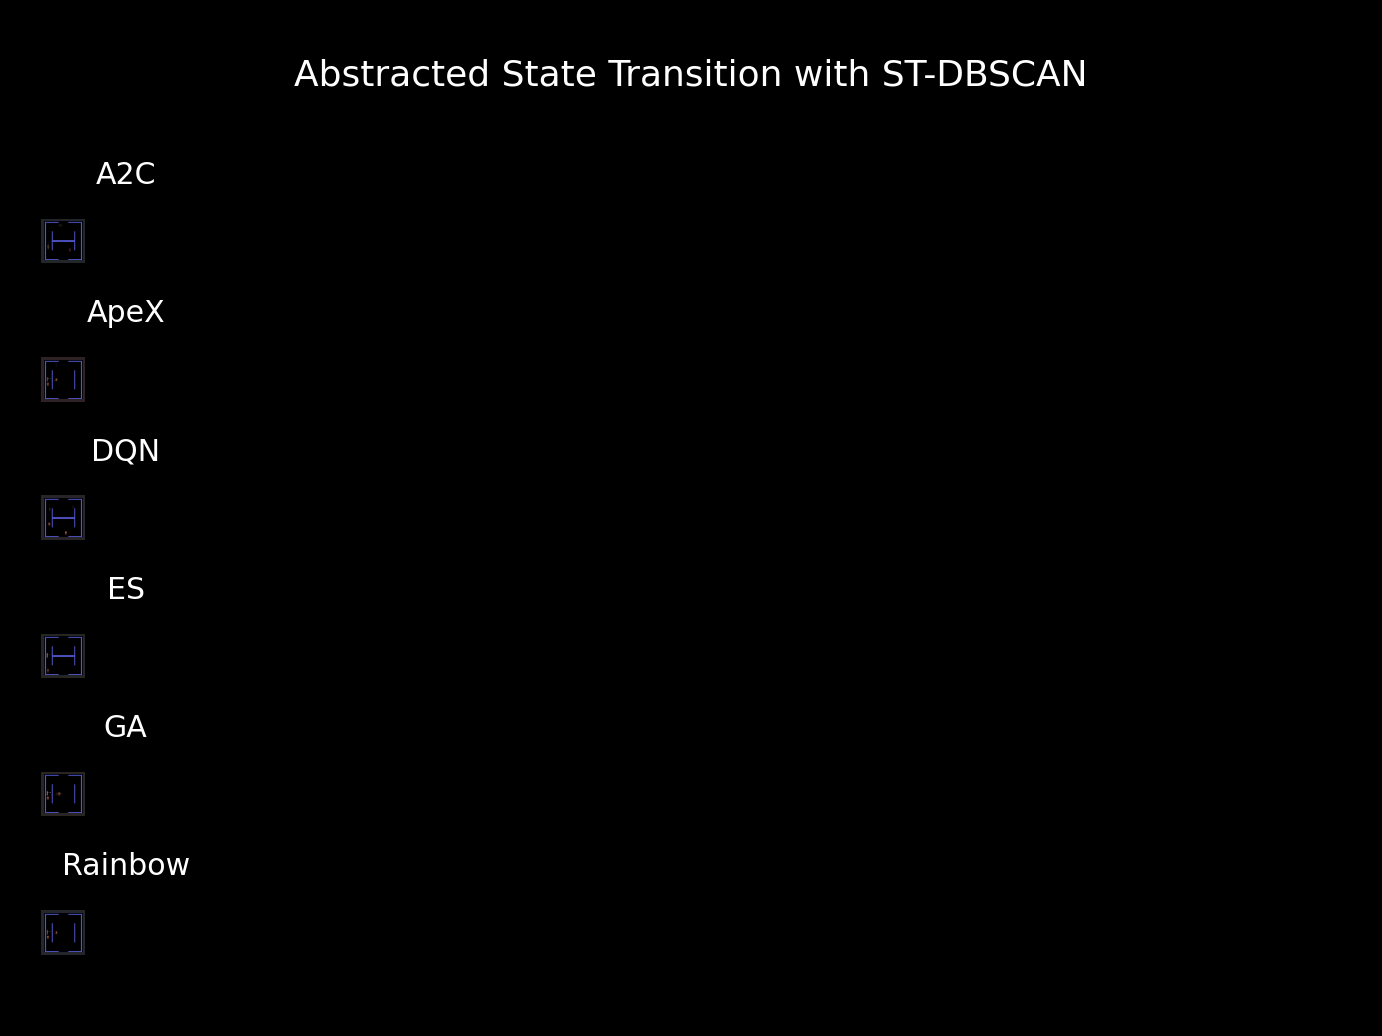 Abstracted State Transition with ST-DBSCAN
A2C
ApeX
DQN
ES
GA
Rainbow